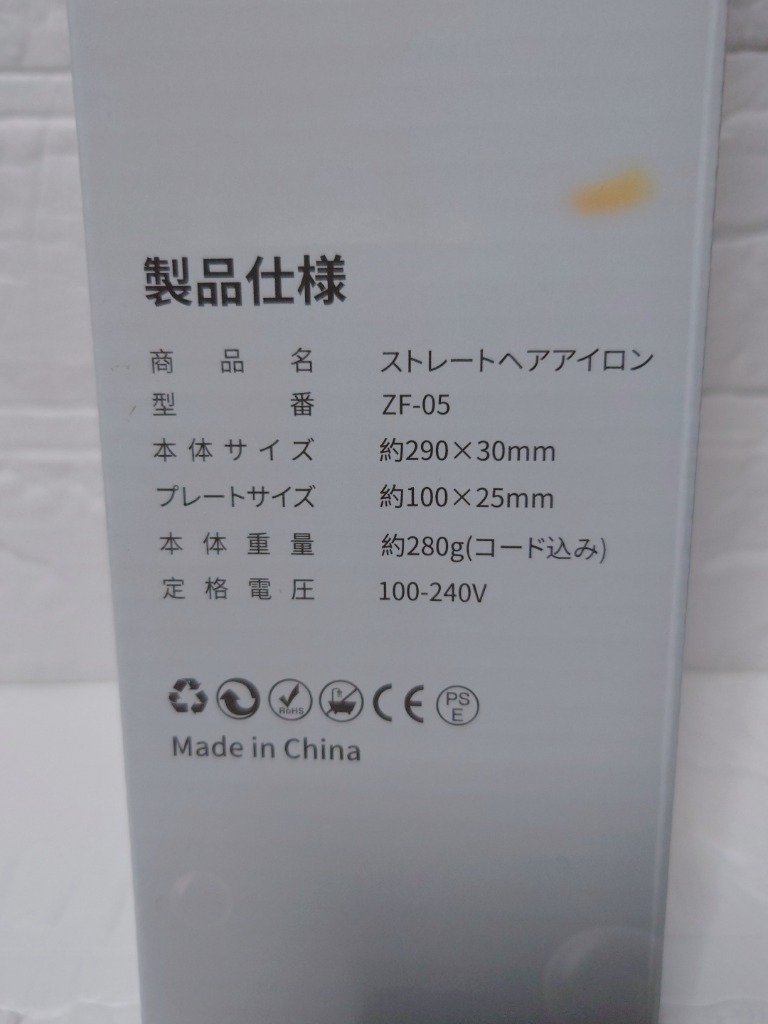 製品仕様
商品名 ストレートヘアアイロン
型番 ZF-05
本体サイズ 約290×30mm
プレートサイズ 約100×25mm
本体重量 約280g(コード込み)
定格電圧 100-240V
RoHS CE PSE
Made in China